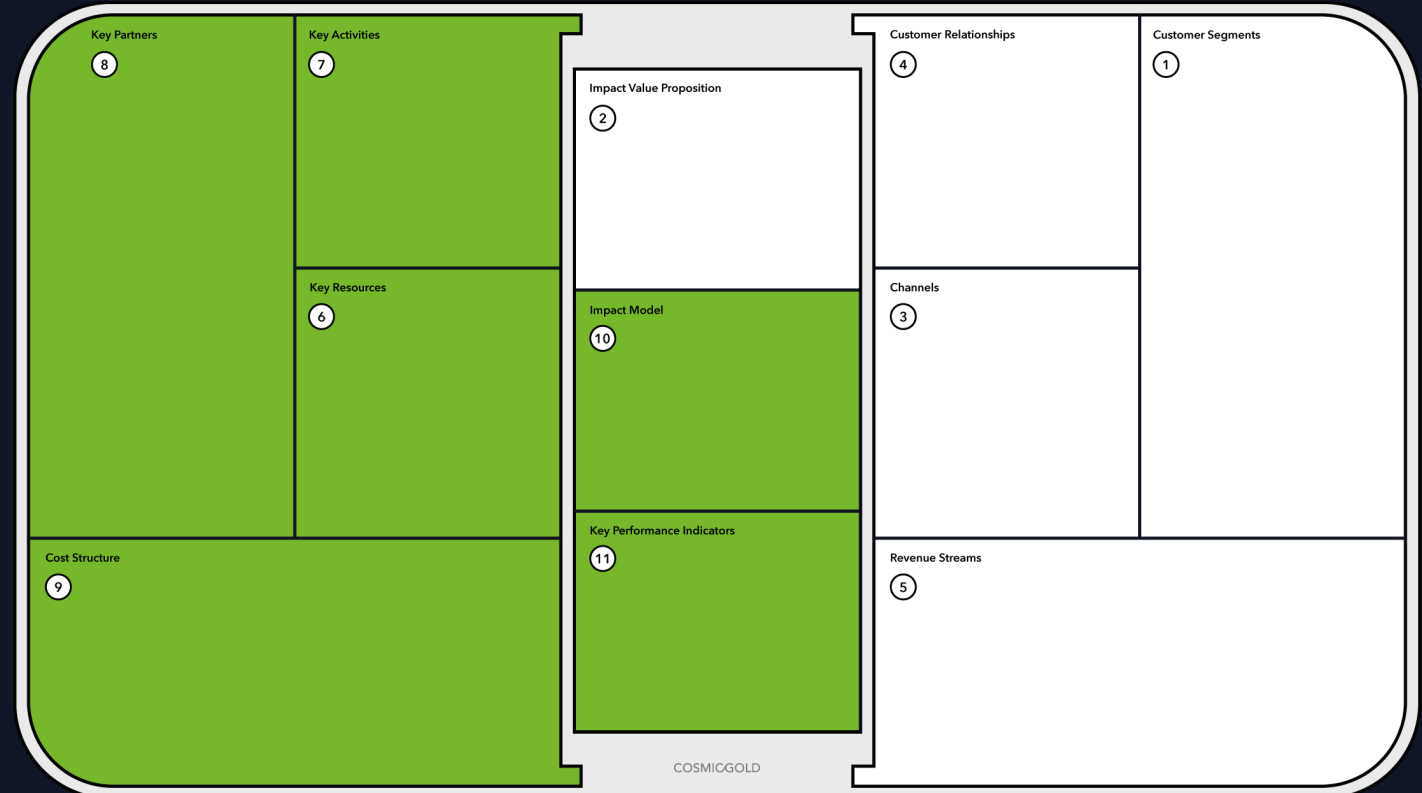 Key Partners
8
Key Activities
7
Key Resources
6
Cost Structure
9
Impact Value Proposition
2
Impact Model
10
Key Performance Indicators
11
Customer Relationships
4
Customer Segments
1
Channels
3
Revenue Streams
5
COSMICGOLD